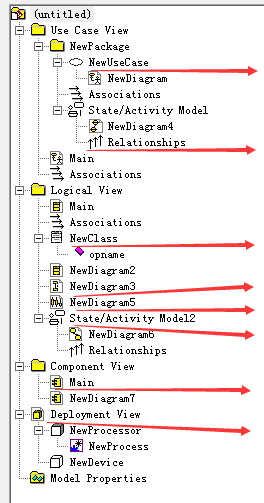 (untitled)
Use Case View
NewPackage
NewUseCase
NewDiagram
Associations
State/Activity Model
NewDiagram4
Relationships
Main
Associations
Logical View
Main
Associations
NewClass
opname
NewDiagram2
NewDiagram3
NewDiagram5
State/Activity Model2
NewDiagram6
Relationships
Component View
Main
NewDiagram7
Deployment View
NewProcessor
NewProcess
NewDevice
Model Properties